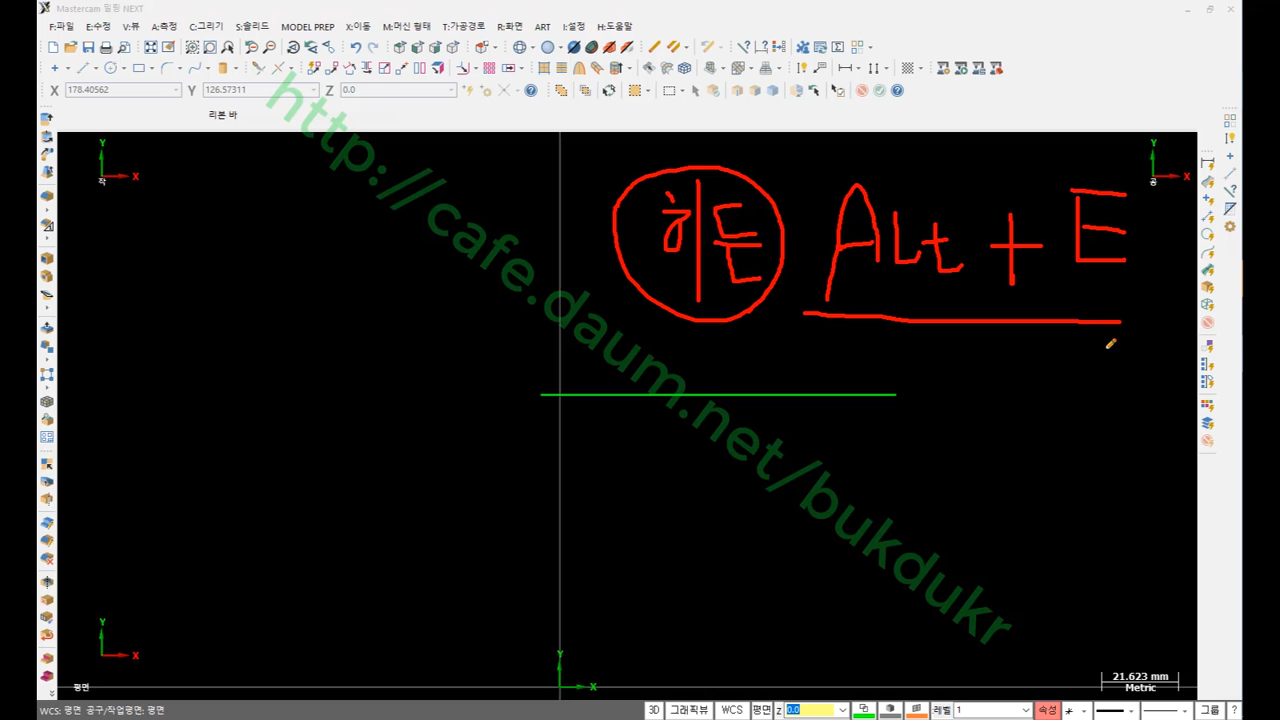 Mastercam 밀링 NEXT
F:파일 E:수정 V:뷰 A:측정 C:그리기 S:솔리드 MODEL PREP X:이동 M:머신 형태 T:가공경로 R:화면 ART I:설정 H:도움말
X 178.40562 Y 126.57311 Z 0.0
리본 바
Y Y
X X
작 공
히든 Alt + E
http://cafe.daum.net/bukdukr
Y
X
평면
Y
X
21.623 mm
Metric
WCS: 평면 공구/작업평면: 평면 3D 그래픽뷰 WCS 평면 Z 0.0 레벨 1 속성 그룹 ?